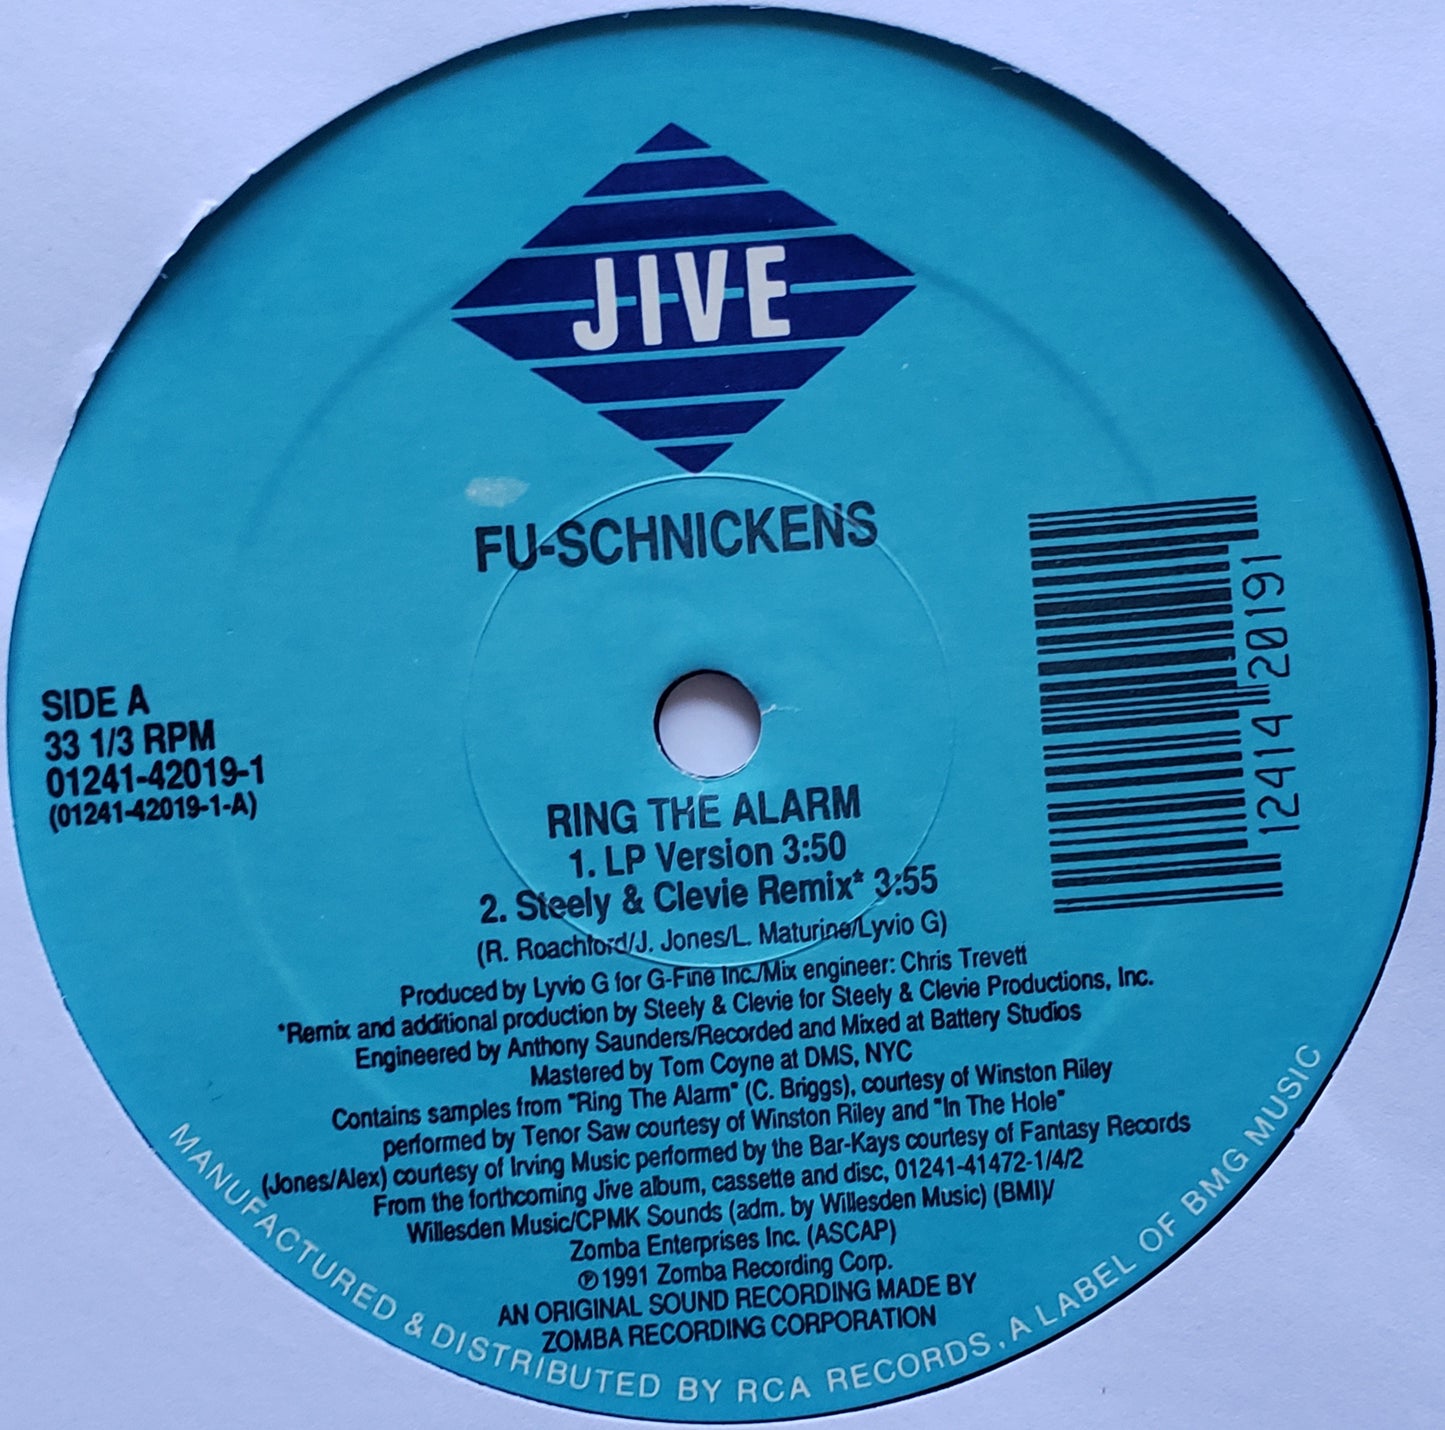 JIVE
FU-SCHNICKENS
SIDE A
33 1/3 RPM
01241-42019-1
(01241-42019-1-A)
12414 20191
RING THE ALARM
1. LP Version 3:50
2. Steely & Clevie Remix* 3:55
(R. Roachford/J. Jones/L. Maturine/Lyvio G)
Produced by Lyvio G for G-Fine Inc./Mix engineer: Chris Trevett
*Remix and additional production by Steely & Clevie for Steely & Clevie Productions, Inc.
Engineered by Anthony Saunders/Recorded and Mixed at Battery Studios
Mastered by Tom Coyne at DMS, NYC
Contains samples from "Ring The Alarm" (C. Briggs), courtesy of Winston Riley
performed by Tenor Saw courtesy of Winston Riley and "In The Hole"
(Jones/Alex) courtesy of Irving Music performed by the Bar-Kays courtesy of Fantasy Records
From the forthcoming Jive album, cassette and disc, 01241-41472-1/4/2
Willesden Music/CPMK Sounds (adm. by Willesden Music) (BMI)/
Zomba Enterprises Inc. (ASCAP)
℗1991 Zomba Recording Corp.
AN ORIGINAL SOUND RECORDING MADE BY
ZOMBA RECORDING CORPORATION
MANUFACTURED & DISTRIBUTED BY RCA RECORDS, A LABEL OF BMG MUSIC